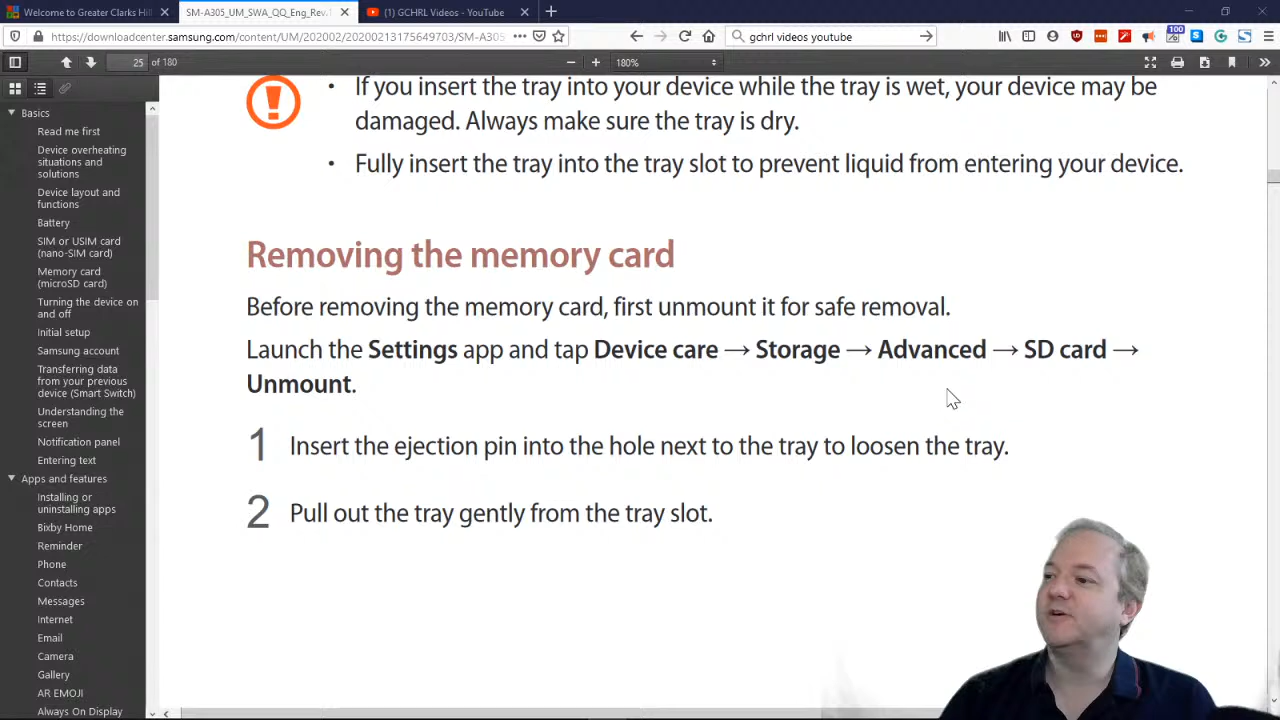 Welcome to Greater Clarks Hill
SM-A305_UM_SWA_QQ_Eng_Rev.
(1) GCHRL Videos - YouTube
https://downloadcenter.samsung.com/content/UM/202002/20200213175649703/SM-A305
gchrl videos youtube
100
25 of 180
180%
Basics
Read me first
Device overheating
situations and
solutions
Device layout and
functions
Battery
SIM or USIM card
(nano-SIM card)
Memory card
(microSD card)
Turning the device on
and off
Initial setup
Samsung account
Transferring data
from your previous
device (Smart Switch)
Understanding the
screen
Notification panel
Entering text
Apps and features
Installing or
uninstalling apps
Bixby Home
Reminder
Phone
Contacts
Messages
Internet
Email
Camera
Gallery
AR EMOJI
Always On Display
• If you insert the tray into your device while the tray is wet, your device may be
damaged. Always make sure the tray is dry.
• Fully insert the tray into the tray slot to prevent liquid from entering your device.
Removing the memory card
Before removing the memory card, first unmount it for safe removal.
Launch the Settings app and tap Device care → Storage → Advanced → SD card →
Unmount.
1 Insert the ejection pin into the hole next to the tray to loosen the tray.
2 Pull out the tray gently from the tray slot.